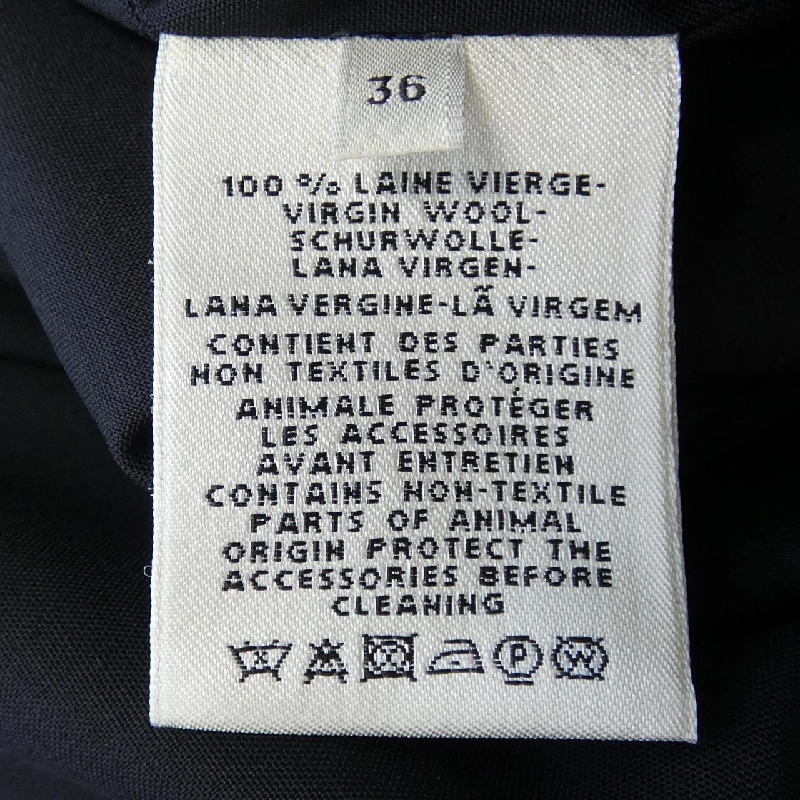 36
100 % LAINE VIERGE-
VIRGIN WOOL-
SCHURWOLLE-
LANA VIRGEN-
LANA VERGINE-LÃ VIRGEM
CONTIENT DES PARTIES
NON TEXTILES D'ORIGINE
ANIMALE PROTÉGER
LES ACCESSOIRES
AVANT ENTRETIEN
CONTAINS NON-TEXTILE
PARTS OF ANIMAL
ORIGIN PROTECT THE
ACCESSORIES BEFORE
CLEANING
P W